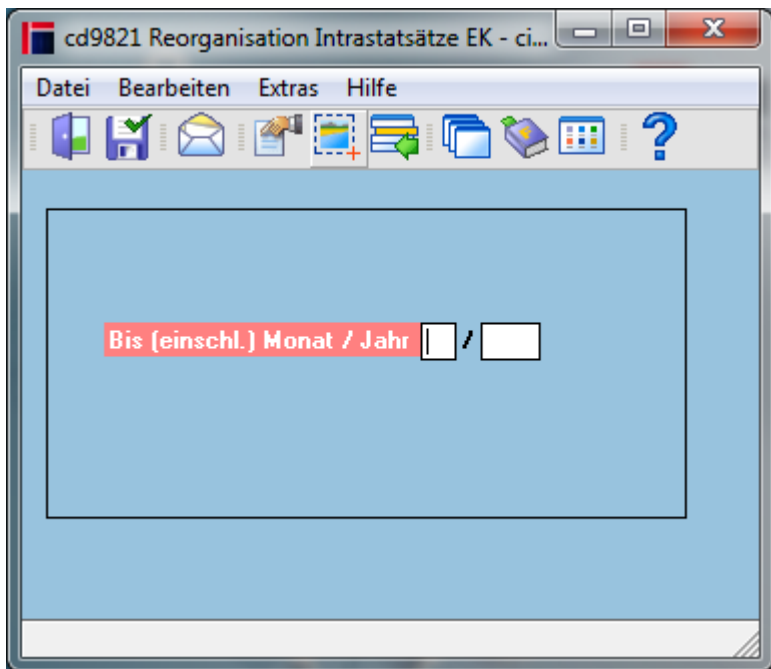 cd9821 Reorganisation Intrastatsätze EK - ci...
Datei Bearbeiten Extras Hilfe
Bis (einschl.) Monat / Jahr /